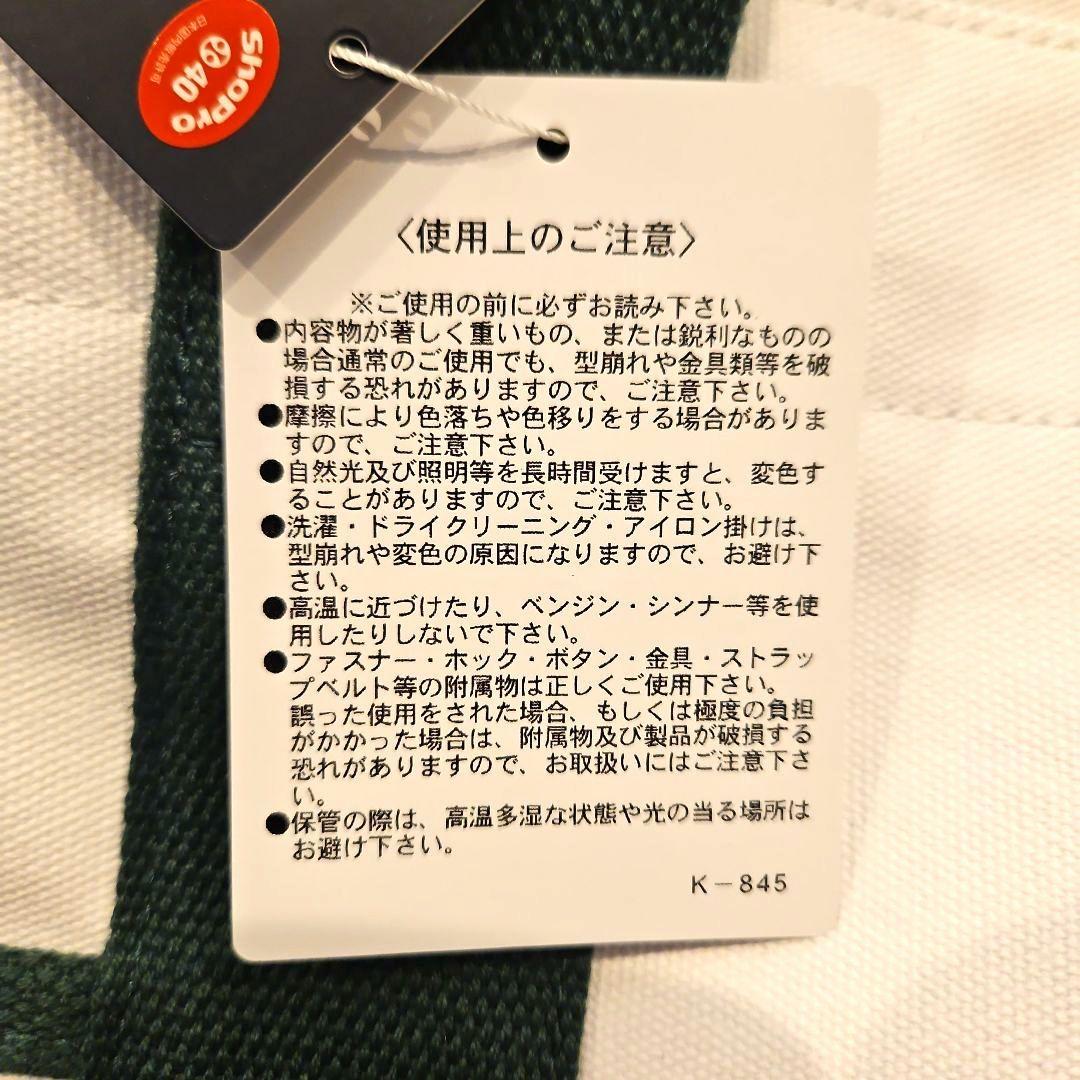 ShoPro
40
日本国内販売許可
〈使用上のご注意〉
※ご使用の前に必ずお読み下さい。
●内容物が著しく重いもの、または鋭利なものの
場合通常のご使用でも、型崩れや金具類等を破
損する恐れがありますので、ご注意下さい。
●摩擦により色落ちや色移りをする場合がありま
すので、ご注意下さい。
●自然光及び照明等を長時間受けますと、変色す
ることがありますので、ご注意下さい。
●洗濯・ドライクリーニング・アイロン掛けは、
型崩れや変色の原因になりますので、お避け下
さい。
●高温に近づけたり、ベンジン・シンナー等を使
用したりしないで下さい。
●ファスナー・ホック・ボタン・金具・ストラッ
プベルト等の附属物は正しくご使用下さい。
誤った使用をされた場合、もしくは極度の負担
がかかった場合は、附属物及び製品が破損する
恐れがありますので、お取扱いにはご注意下さ
い。
●保管の際は、高温多湿な状態や光の当る場所は
お避け下さい。
K－845